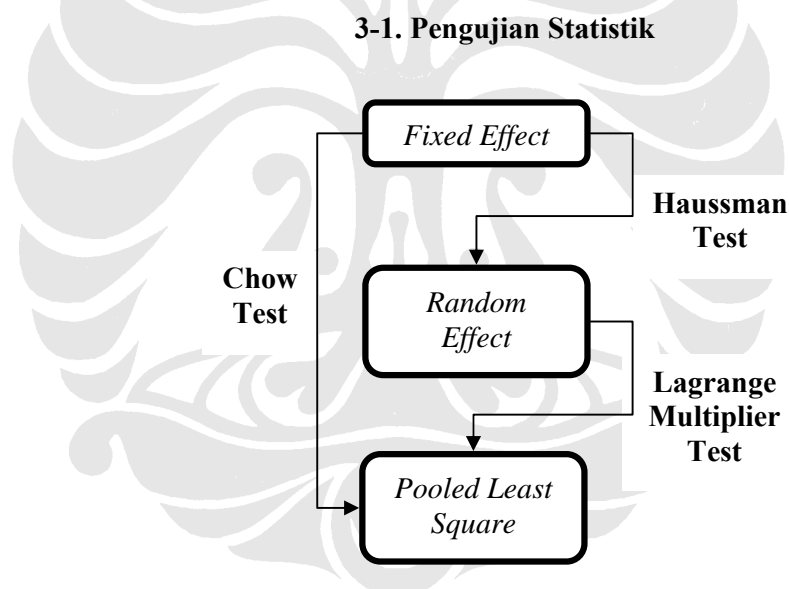 3-1. Pengujian Statistik
Fixed Effect
Haussman
Test
Chow
Test
Random
Effect
Lagrange
Multiplier
Test
Pooled Least
Square